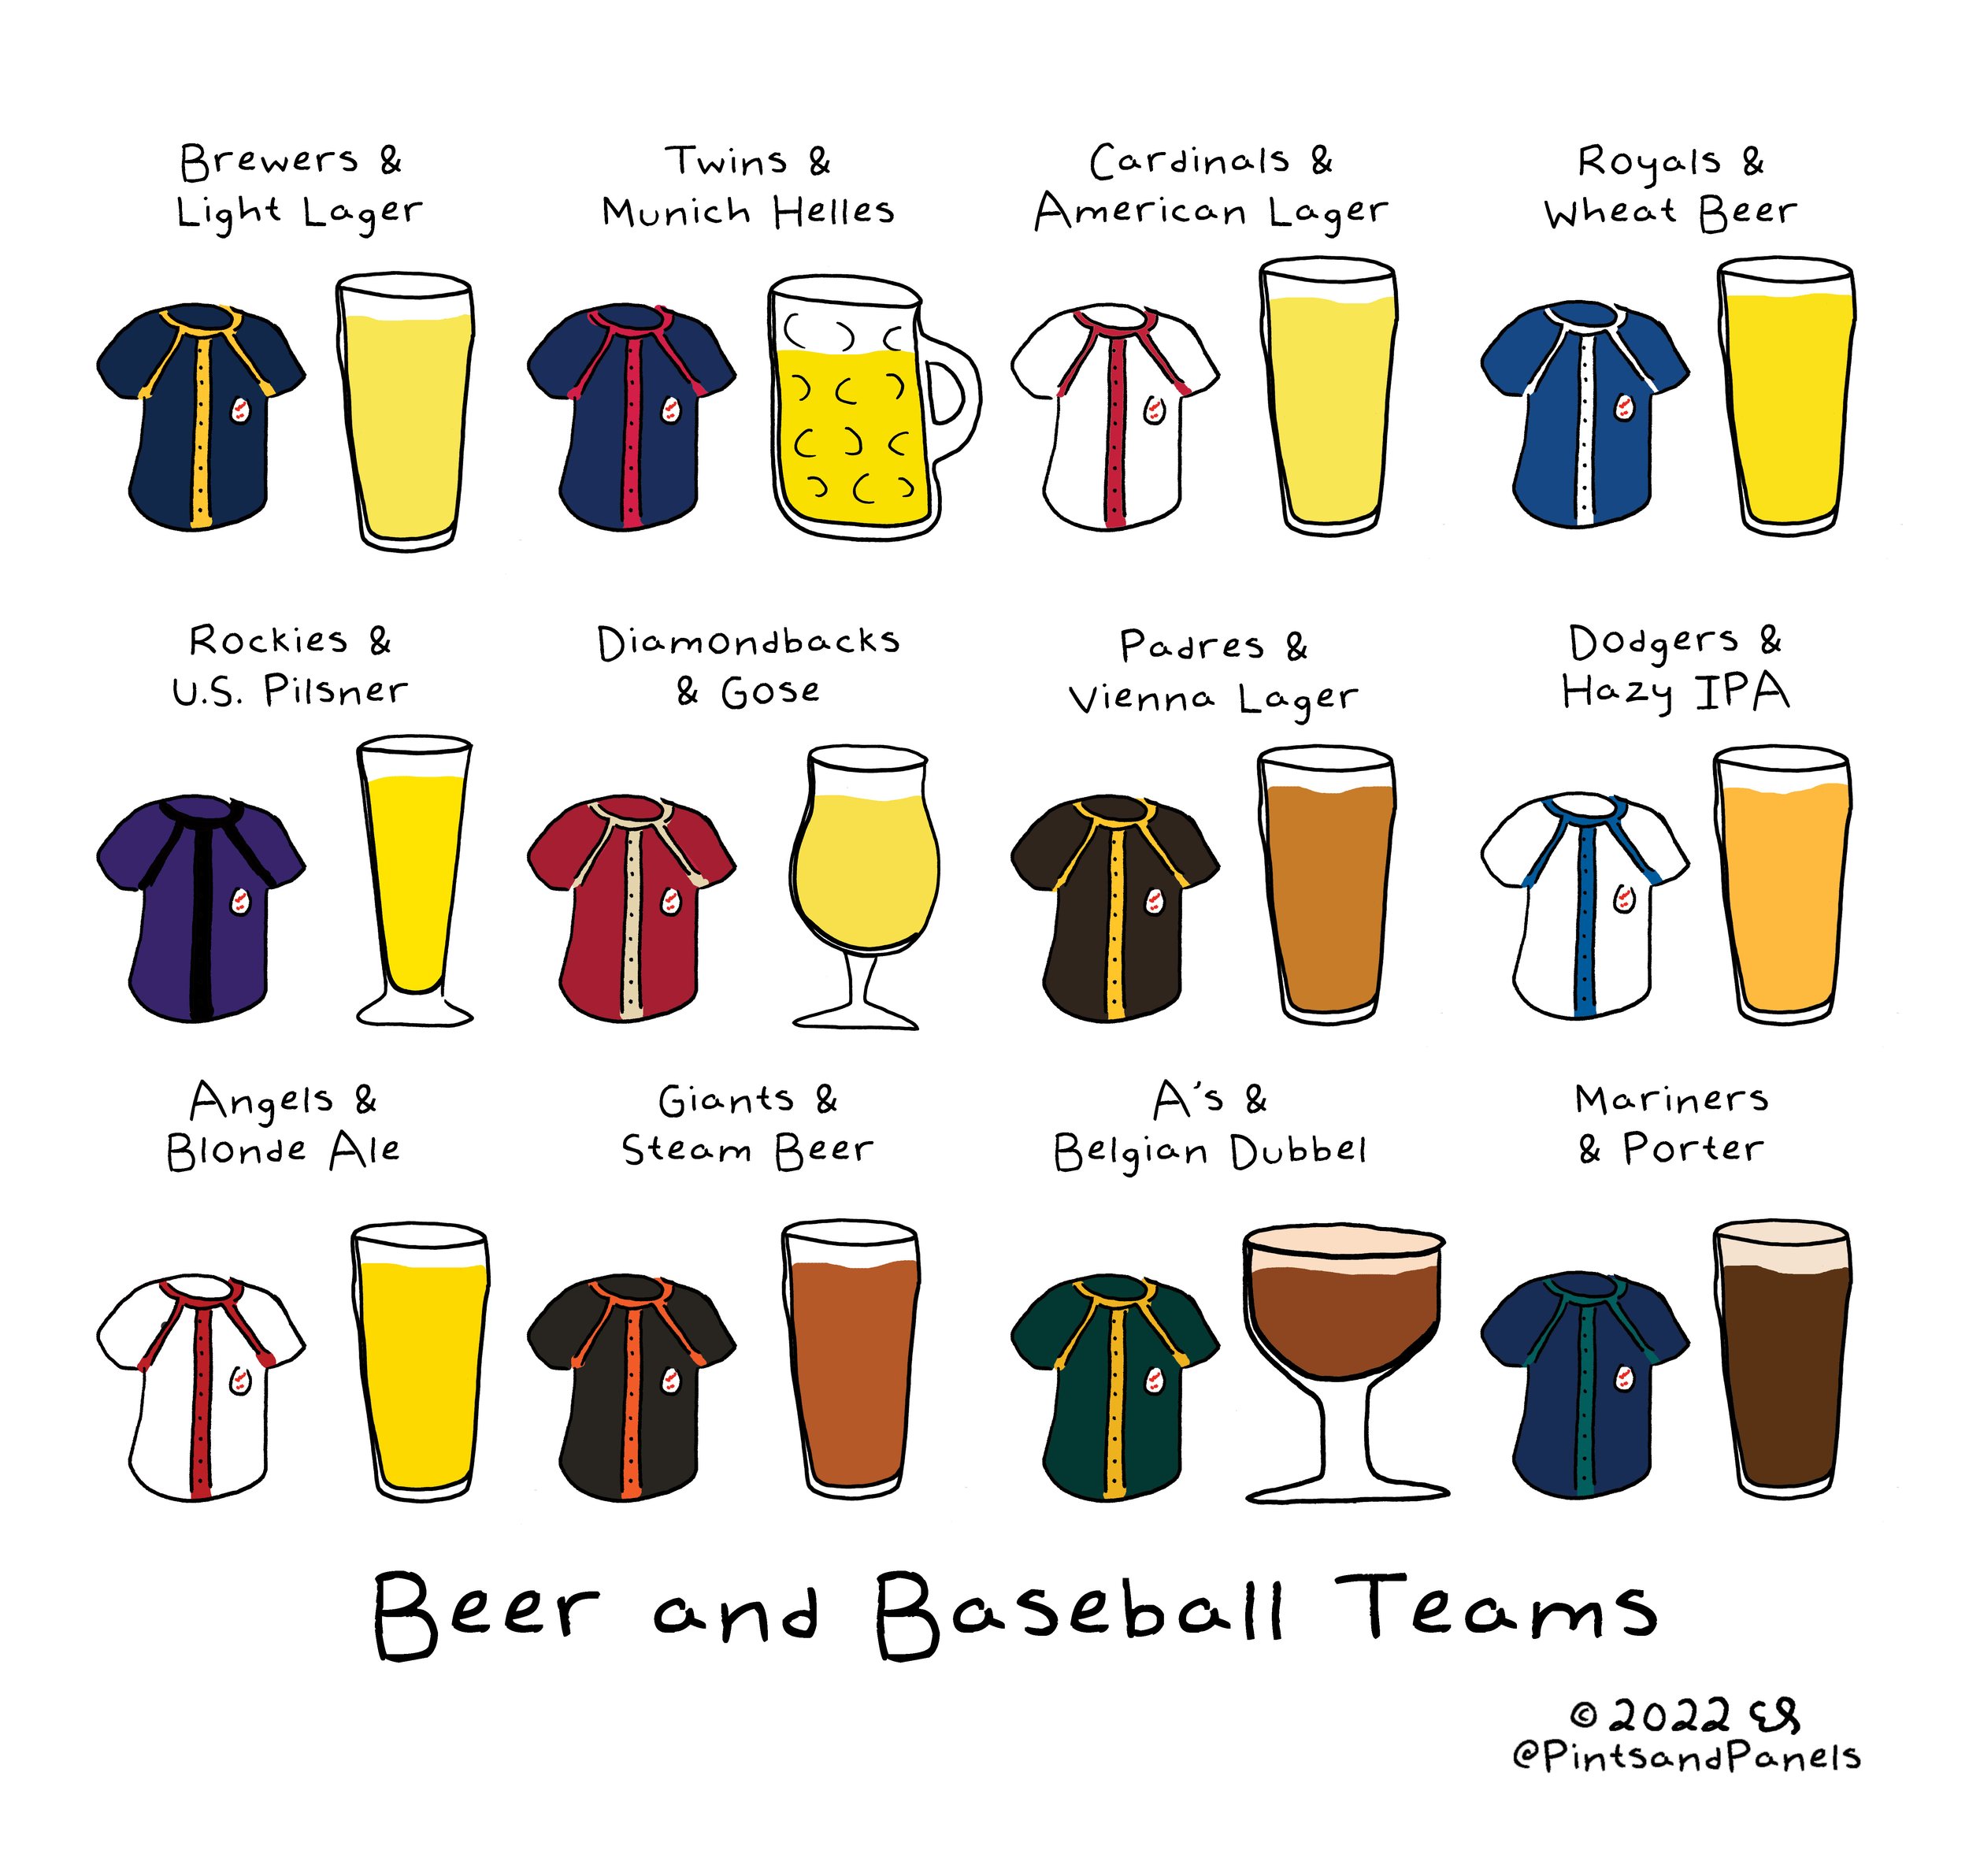 Brewers &
Light Lager
Twins &
Munich Helles
Cardinals &
American Lager
Royals &
Wheat Beer
Rockies &
U.S. Pilsner
Diamondbacks
& Gose
Padres &
Vienna Lager
Dodgers &
Hazy IPA
Angels &
Blonde Ale
Giants &
Steam Beer
A's &
Belgian Dubbel
Mariners
& Porter
Beer and Baseball Teams
© 2022 ES
@PintsandPanels